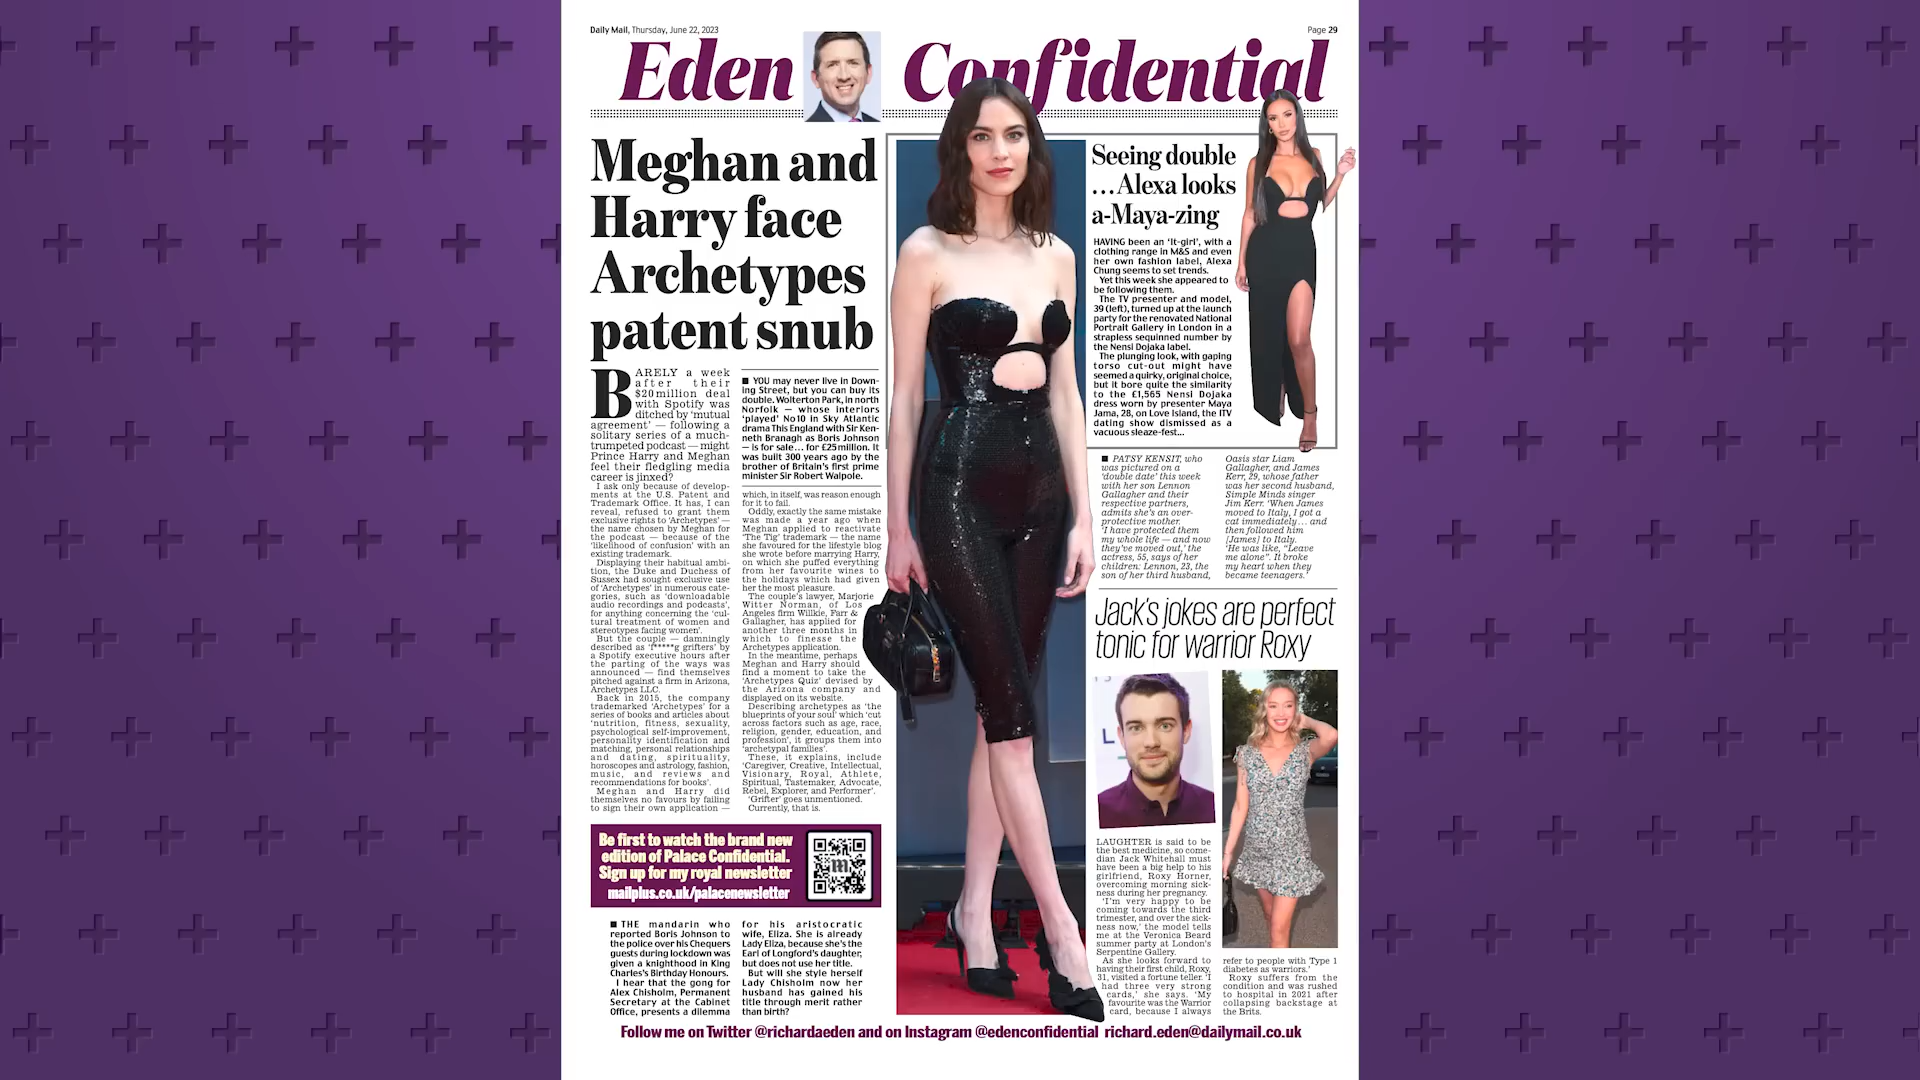 Daily Mail, Thursday, June 22, 2023
Page 29
Eden Confidential
Meghan and
Harry face
Archetypes
patent snub
BARELY a week
after their
$20million deal
with Spotify was
ditched by ‘mutual
agreement’ — following a
solitary series of a much-
trumpeted podcast — might
Prince Harry and Meghan
feel their fledgling media
career is jinxed?
I ask only because of develop-
ments at the U.S. Patent and
Trademark Office. It has, I can
reveal, refused to grant them
exclusive rights to ‘Archetypes’ —
the name chosen by Meghan for
the podcast — because of the
‘likelihood of confusion’ with an
existing trademark.
Displaying their habitual ambi-
tion, the Duke and Duchess of
Sussex had sought exclusive use
of ‘Archetypes’ in numerous cate-
gories, such as ‘downloadable
audio recordings and podcasts’,
for anything concerning the ‘cul-
tural treatment of women and
stereotypes facing women’.
But the couple — damningly
described as ‘f*****g grifters’ by
a Spotify executive hours after
the parting of the ways was
announced — find themselves
pitched against a firm in Arizona,
Archetypes LLC.
Back in 2015, the company
trademarked ‘Archetypes’ for a
series of books and articles about
‘nutrition, fitness, sexuality,
psychological self-improvement,
personality identification and
matching, personal relationships
and dating, spirituality,
horoscopes and astrology, fashion,
music, and reviews and
recommendations for books’.
Meghan and Harry did
themselves no favours by failing
to sign their own application —
■ YOU may never live in Down-
ing Street, but you can buy its
double. Wolterton Park, in north
Norfolk — whose interiors
‘played’ No10 in Sky Atlantic
drama This England with Sir Ken-
neth Branagh as Boris Johnson
— is for sale... for £25million. It
was built 300 years ago by the
brother of Britain’s first prime
minister Sir Robert Walpole.
which, in itself, was reason enough
for it to fail.
Oddly, exactly the same mistake
was made a year ago when
Meghan applied to reactivate
‘The Tig’ trademark — the name
she favoured for the lifestyle blog
she wrote before marrying Harry,
on which she puffed everything
from her favourite wines to
the holidays which had given
her the most pleasure.
The couple’s lawyer, Marjorie
Witter Norman, of Los
Angeles firm Willkie, Farr &
Gallagher, has applied for
another three months in
which to finesse the
Archetypes application.
In the meantime, perhaps
Meghan and Harry should
find a moment to take the
‘Archetypes Quiz’ devised by
the Arizona company and
displayed on its website.
Describing archetypes as ‘the
blueprints of your soul’ which ‘cut
across factors such as age, race,
religion, gender, education, and
profession’, it groups them into
‘archetypal families’.
These, it explains, include
‘Caregiver, Creative, Intellectual,
Visionary, Royal, Athlete,
Spiritual, Tastemaker, Advocate,
Rebel, Explorer, and Performer’.
‘Grifter’ goes unmentioned.
Currently, that is.
Be first to watch the brand new
edition of Palace Confidential.
Sign up for my royal newsletter
mailplus.co.uk/palacenewsletter
m
■ THE mandarin who
reported Boris Johnson to
the police over his Chequers
guests during lockdown was
given a knighthood in King
Charles’s Birthday Honours.
I hear that the gong for
Alex Chisholm, Permanent
Secretary at the Cabinet
Office, presents a dilemma
for his aristocratic
wife, Eliza. She is already
Lady Eliza, because she’s the
Earl of Longford’s daughter,
but does not use her title.
But will she style herself
Lady Chisholm now her
husband has gained his
title through merit rather
than birth?
Seeing double
...Alexa looks
a-Maya-zing
HAVING been an ‘It-girl’, with a
clothing range in M&S and even
her own fashion label, Alexa
Chung seems to set trends.
Yet this week she appeared to
be following them.
The TV presenter and model,
39 (left), turned up at the launch
party for the renovated National
Portrait Gallery in London in a
strapless sequinned number by
the Nensi Dojaka label.
The plunging look, with gaping
torso cut-out might have
seemed a quirky, original choice,
but it bore quite the similarity
to the £1,565 Nensi Dojaka
dress worn by presenter Maya
Jama, 28, on Love Island, the ITV
dating show dismissed as a
vacuous sleaze-fest...
■ PATSY KENSIT, who
was pictured on a
‘double date’ this week
with her son Lennon
Gallagher and their
respective partners,
admits she’s an over-
protective mother.
‘I have protected them
my whole life — and now
they’ve moved out,’ the
actress, 55, says of her
children: Lennon, 23, the
son of her third husband,
Oasis star Liam
Gallagher, and James
Kerr, 29, whose father
was her second husband,
Simple Minds singer
Jim Kerr. ‘When James
moved to Italy, I got a
cat immediately... and
then followed him
[James] to Italy.
‘He was like, “Leave
me alone”. It broke
my heart when they
became teenagers.’
Jack’s jokes are perfect
tonic for warrior Roxy
L
LAUGHTER is said to be
the best medicine, so come-
dian Jack Whitehall must
have been a big help to his
girlfriend, Roxy Horner,
overcoming morning sick-
ness during her pregnancy.
‘I’m very happy to be
coming towards the third
trimester, and over the sick-
ness now,’ the model tells
me at the Veronica Beard
summer party at London’s
Serpentine Gallery.
As she looks forward to
having their first child, Roxy,
31, visited a fortune teller. ‘I
had three very strong
cards,’ she says. ‘My
favourite was the Warrior
card, because I always
refer to people with Type 1
diabetes as warriors.’
Roxy suffers from the
condition and was rushed
to hospital in 2021 after
collapsing backstage at
the Brits.
Follow me on Twitter @richardaeden and on Instagram @edenconfidential richard.eden@dailymail.co.uk